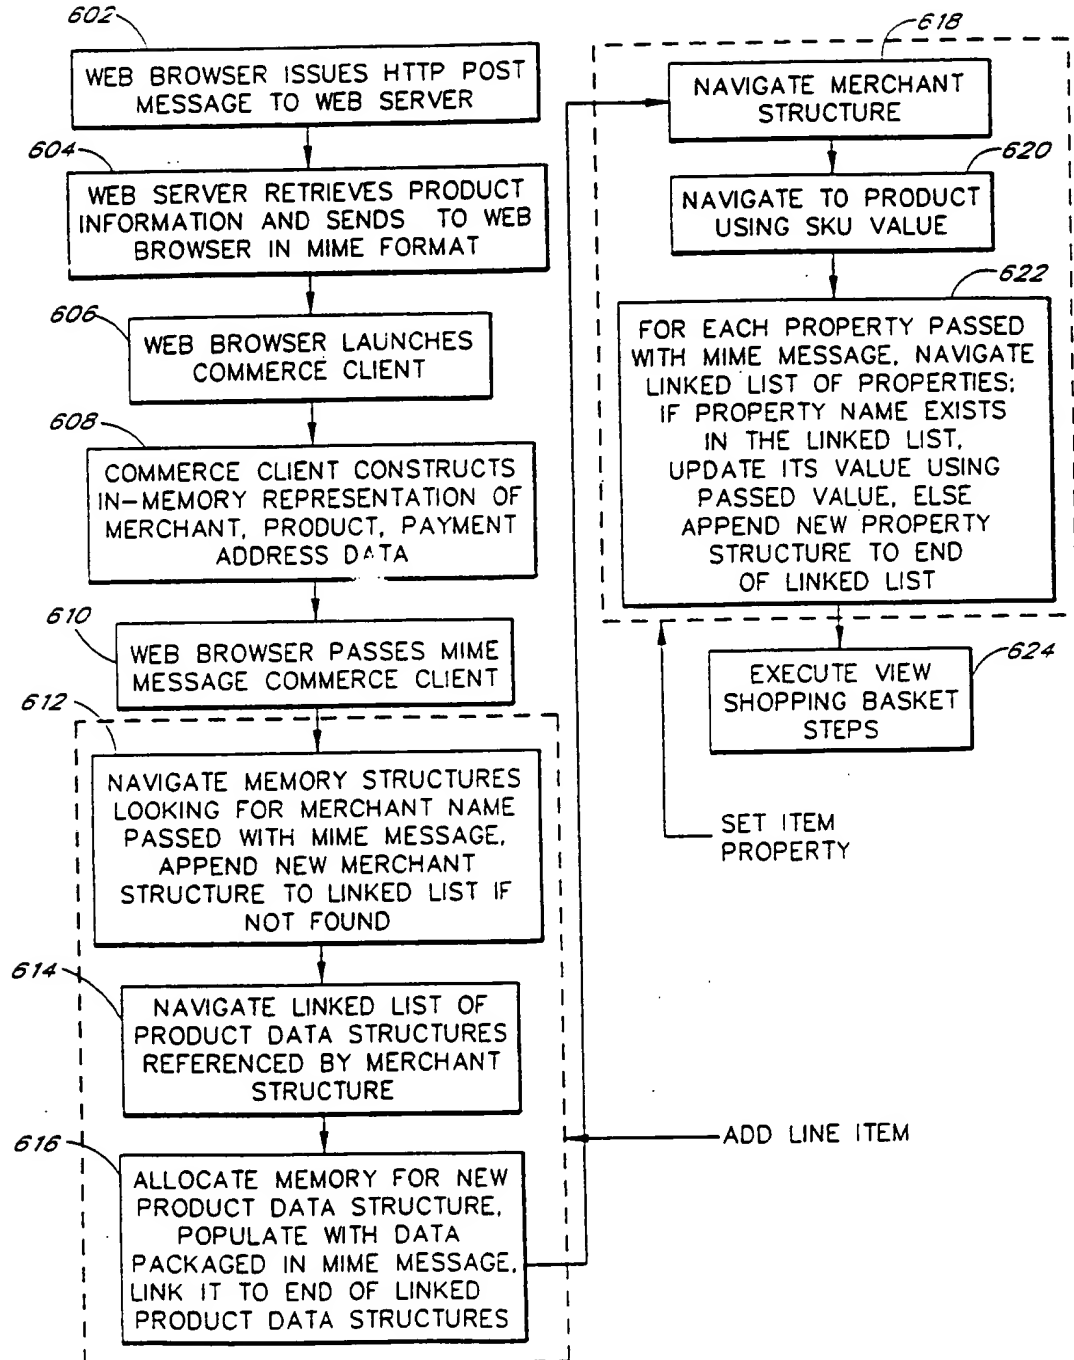 602
WEB BROWSER ISSUES HTTP POST
MESSAGE TO WEB SERVER
604
WEB SERVER RETRIEVES PRODUCT
INFORMATION AND SENDS TO WEB
BROWSER IN MIME FORMAT
606
WEB BROWSER LAUNCHES
COMMERCE CLIENT
608
COMMERCE CLIENT CONSTRUCTS
IN-MEMORY REPRESENTATION OF
MERCHANT, PRODUCT, PAYMENT
ADDRESS DATA
610
WEB BROWSER PASSES MIME
MESSAGE COMMERCE CLIENT
612
NAVIGATE MEMORY STRUCTURES
LOOKING FOR MERCHANT NAME
PASSED WITH MIME MESSAGE,
APPEND NEW MERCHANT
STRUCTURE TO LINKED LIST IF
NOT FOUND
614
NAVIGATE LINKED LIST OF
PRODUCT DATA STRUCTURES
REFERENCED BY MERCHANT
STRUCTURE
616
ALLOCATE MEMORY FOR NEW
PRODUCT DATA STRUCTURE,
POPULATE WITH DATA
PACKAGED IN MIME MESSAGE,
LINK IT TO END OF LINKED
PRODUCT DATA STRUCTURES
ADD LINE ITEM
618
NAVIGATE MERCHANT
STRUCTURE
620
NAVIGATE TO PRODUCT
USING SKU VALUE
622
FOR EACH PROPERTY PASSED
WITH MIME MESSAGE, NAVIGATE
LINKED LIST OF PROPERTIES;
IF PROPERTY NAME EXISTS
IN THE LINKED LIST,
UPDATE ITS VALUE USING
PASSED VALUE, ELSE
APPEND NEW PROPERTY
STRUCTURE TO END
OF LINKED LIST
624
EXECUTE VIEW
SHOPPING BASKET
STEPS
SET ITEM
PROPERTY